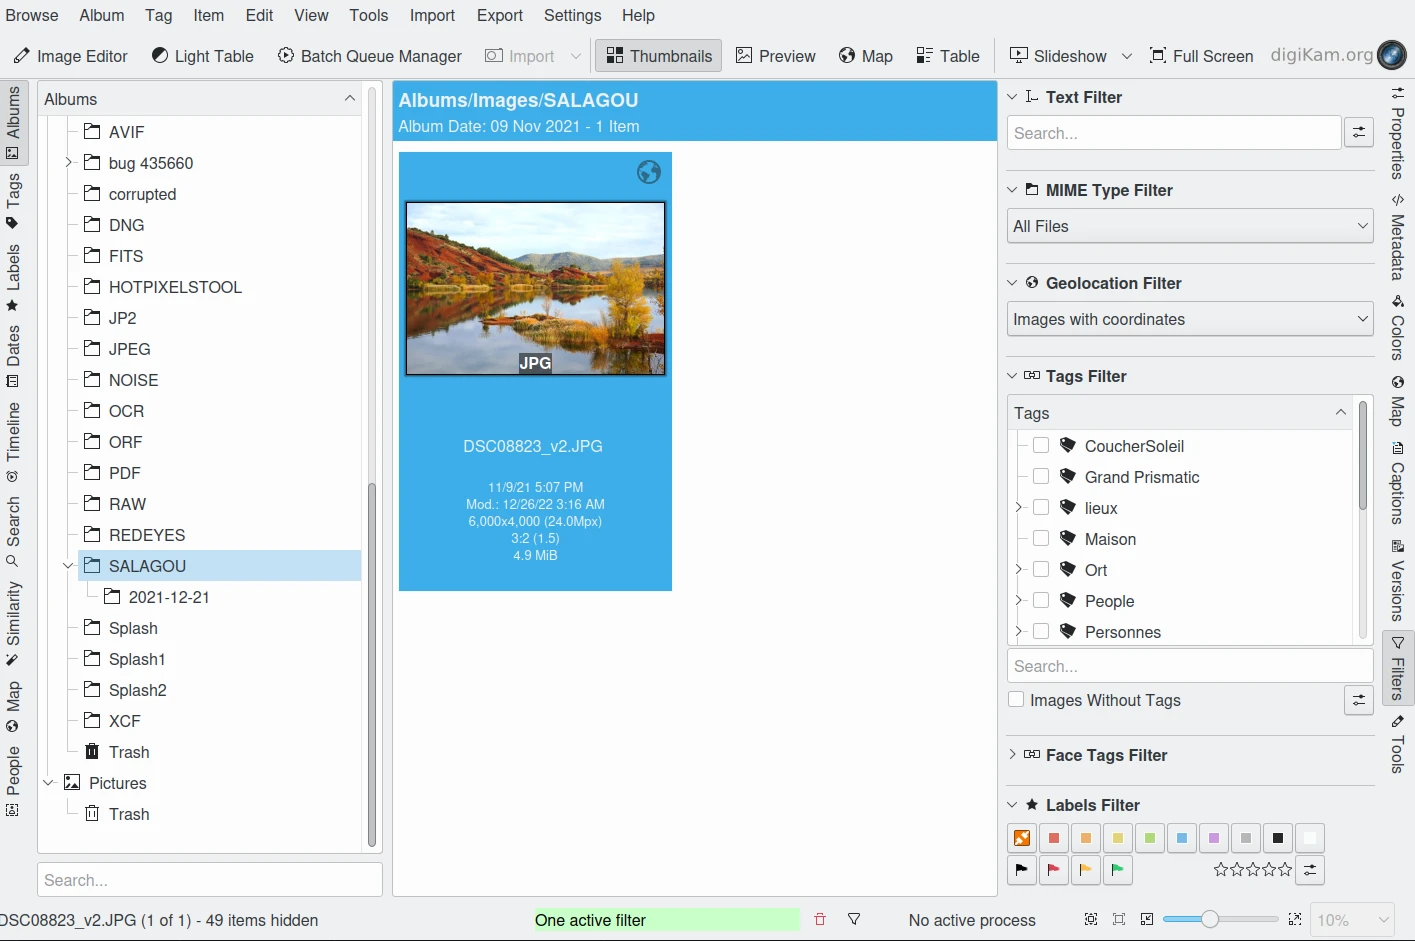 Browse Album Tag Item Edit View Tools Import Export Settings Help
Image Editor Light Table Batch Queue Manager Import Thumbnails Preview Map Table Slideshow Full Screen digiKam.org
Albums
Tags
Labels
Dates
Timeline
Search
Similarity
Map
People
Albums
AVIF
bug 435660
corrupted
DNG
FITS
HOTPIXELSTOOL
JP2
JPEG
NOISE
OCR
ORF
PDF
RAW
REDEYES
SALAGOU
2021-12-21
Splash
Splash1
Splash2
XCF
Trash
Pictures
Trash
Search...
Albums/Images/SALAGOU
Album Date: 09 Nov 2021 - 1 Item
JPG
DSC08823_v2.JPG
11/9/21 5:07 PM
Mod.: 12/26/22 3:16 AM
6,000x4,000 (24.0Mpx)
3:2 (1.5)
4.9 MiB
Text Filter
Search...
MIME Type Filter
All Files
Geolocation Filter
Images with coordinates
Tags Filter
Tags
CoucherSoleil
Grand Prismatic
lieux
Maison
Ort
People
Personnes
Search...
Images Without Tags
Face Tags Filter
Labels Filter
Properties
Metadata
Colors
Map
Captions
Versions
Filters
Tools
DSC08823_v2.JPG (1 of 1) - 49 items hidden
One active filter
No active process
10%